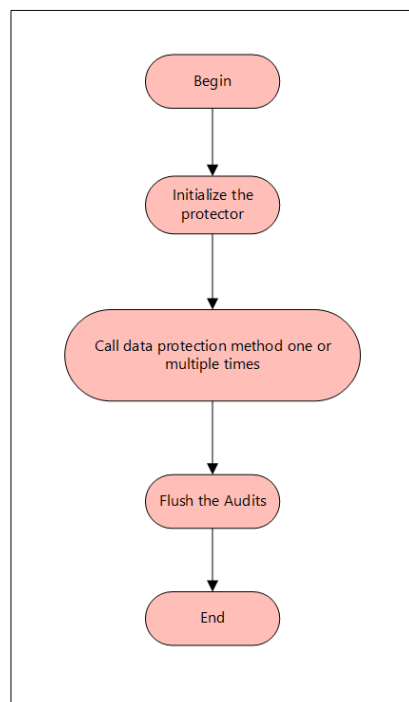 Begin
Initialize the
protector
Call data protection method one or
multiple times
Flush the Audits
End